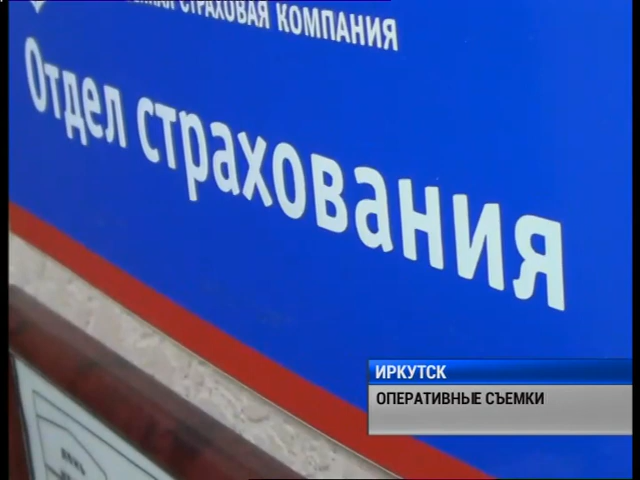 СТРАХОВАЯ КОМПАНИЯ
Отдел страхования
ИРКУТСК
ОПЕРАТИВНЫЕ СЪЕМКИ